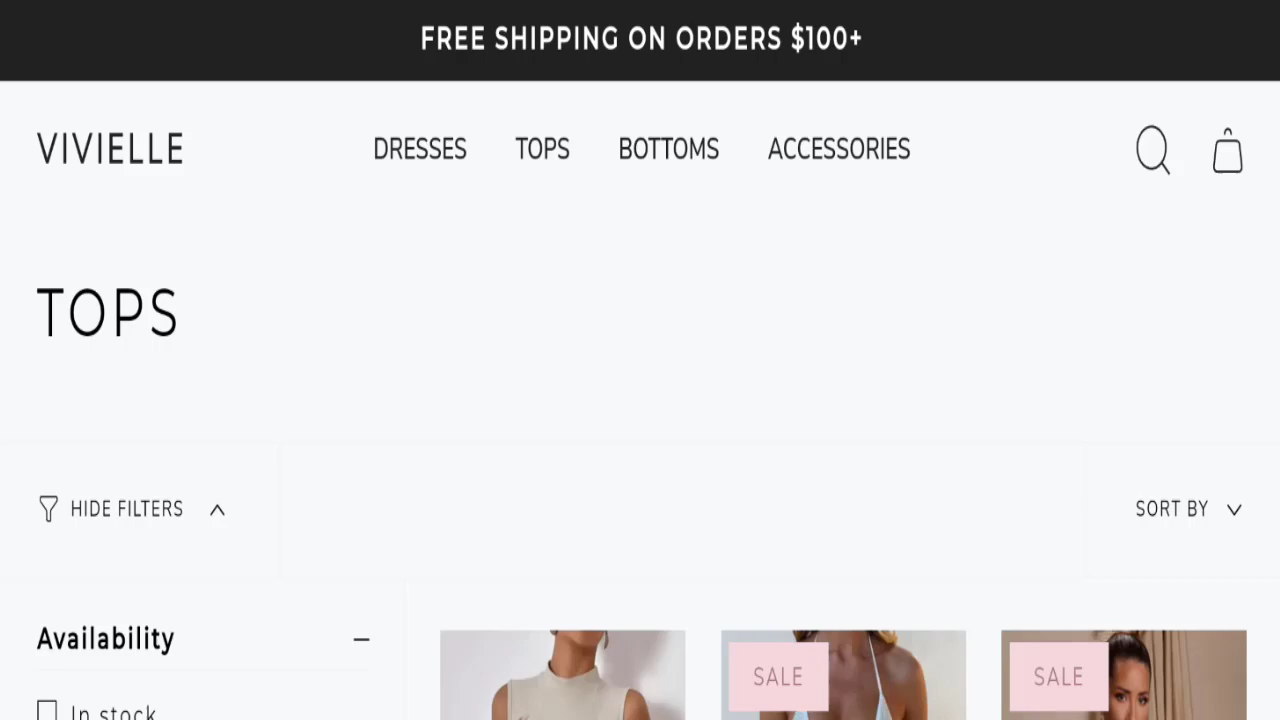 FREE SHIPPING ON ORDERS $100+
VIVIELLE
DRESSES TOPS BOTTOMS ACCESSORIES
TOPS
HIDE FILTERS
SORT BY
Availability
In stock
SALE
SALE